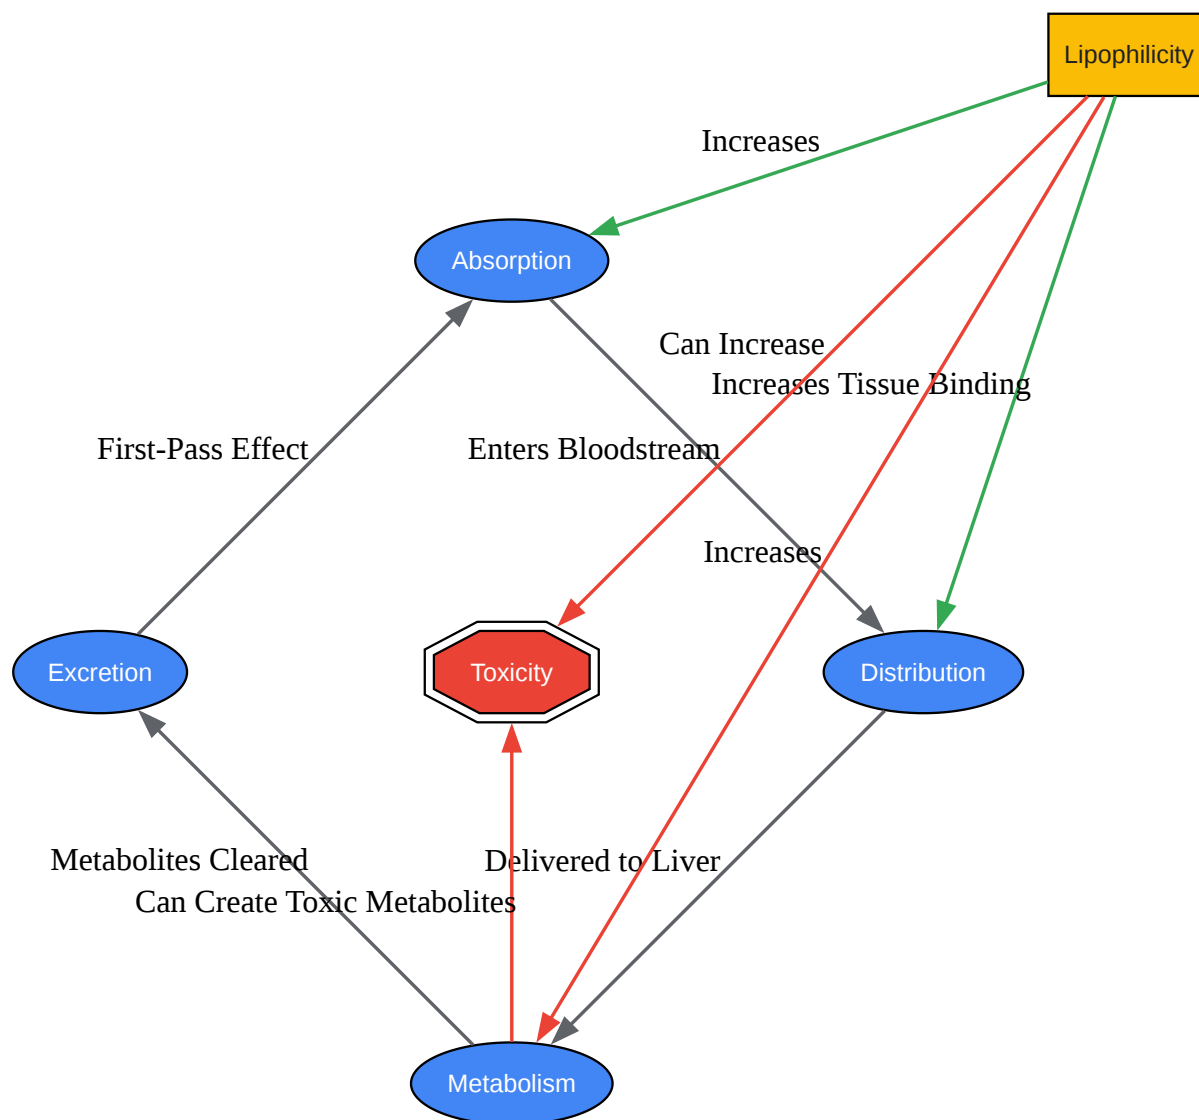 Lipophilicity
Increases
Absorption
Can Increase
Increases Tissue Binding
First-Pass Effect
Enters Bloodstream
Increases
Excretion
Toxicity
Distribution
Metabolites Cleared
Delivered to Liver
Can Create Toxic Metabolites
Metabolism